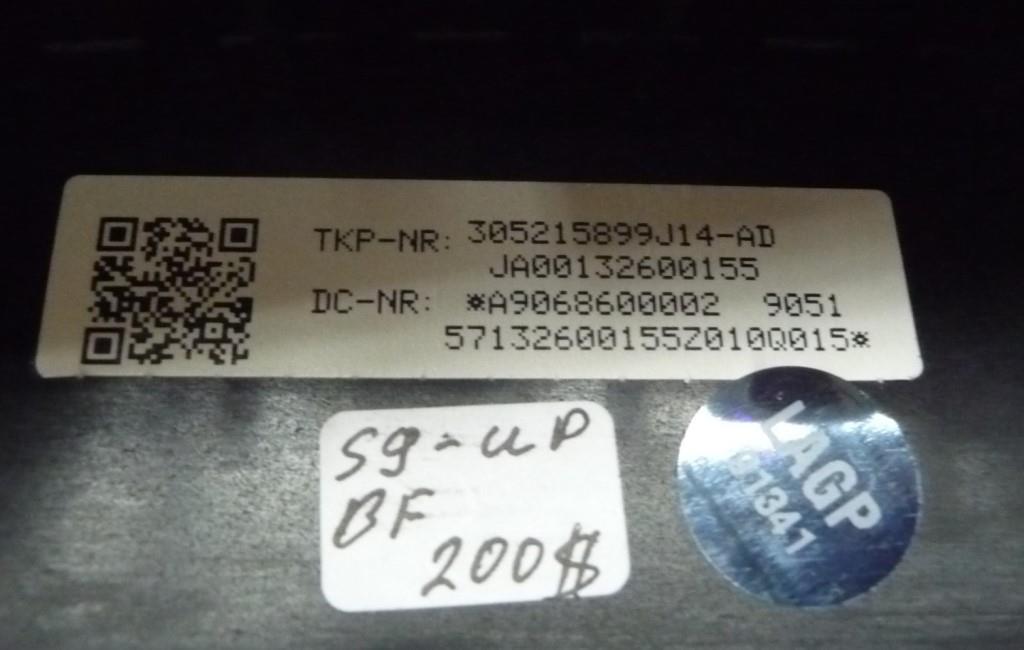 TKP-NR: 305215899J14-AD
JA00132600155
DC-NR: *A9068600002 9051
57132600155Z010Q015*
sg-up
BF
200$
LAGP
91341